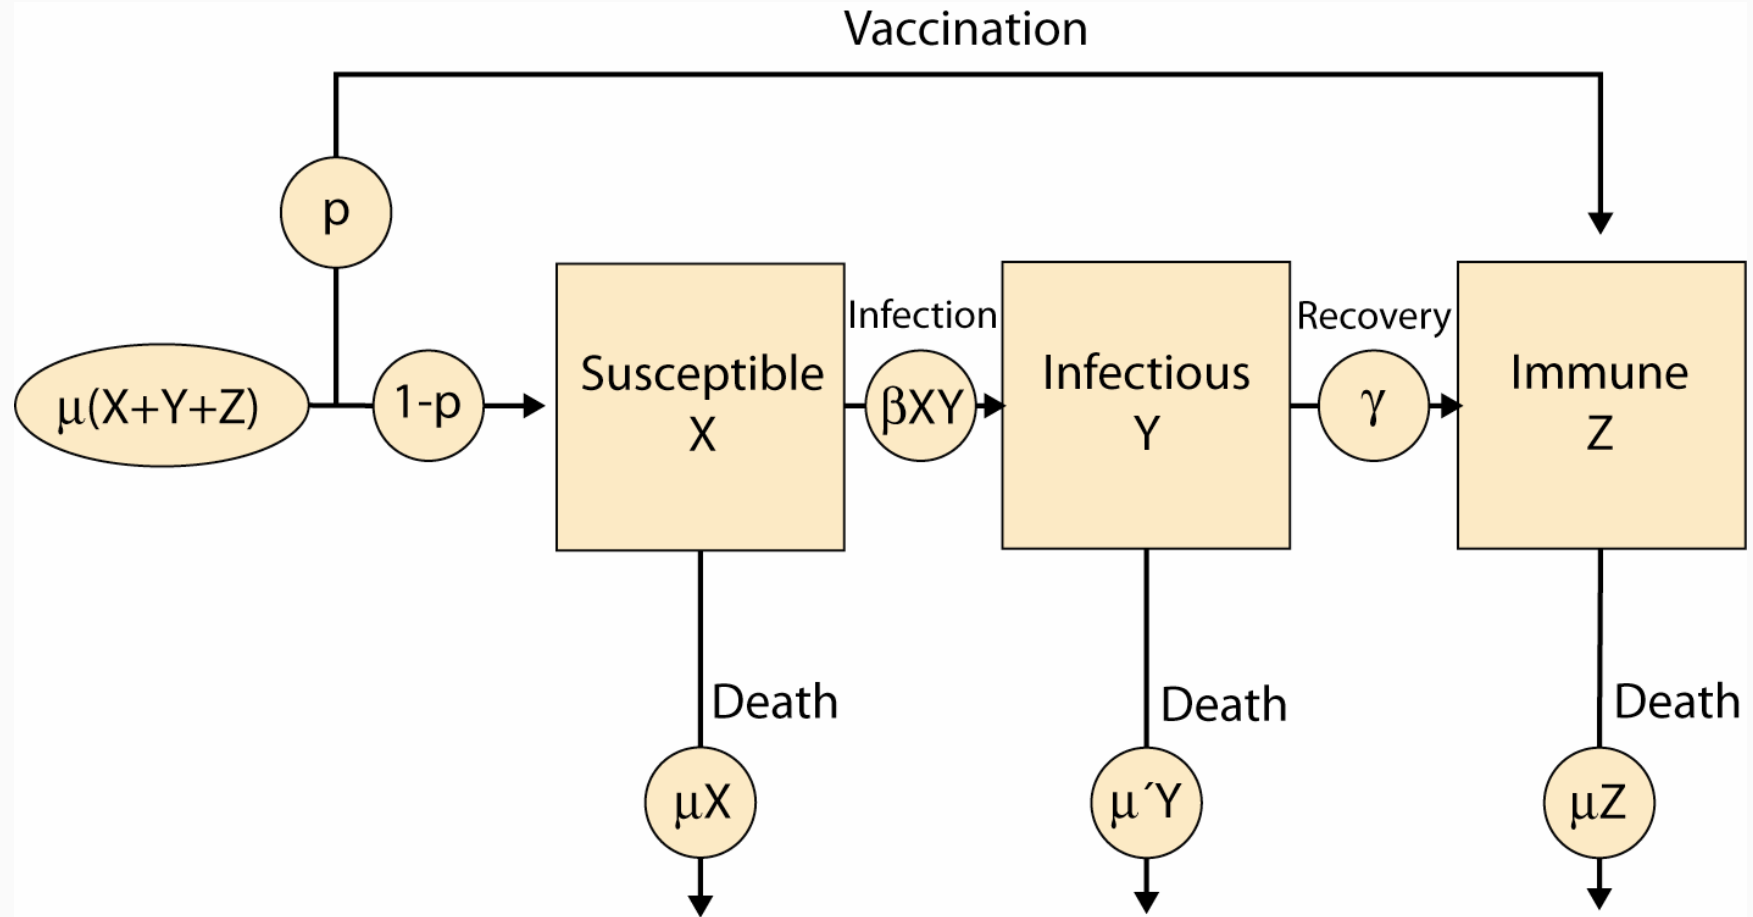 Vaccination
p
μ(X+Y+Z)
1-p
Susceptible
X
Infection
βXY
Infectious
Y
Recovery
γ
Immune
Z
Death
μX
Death
μ´Y
Death
μZ